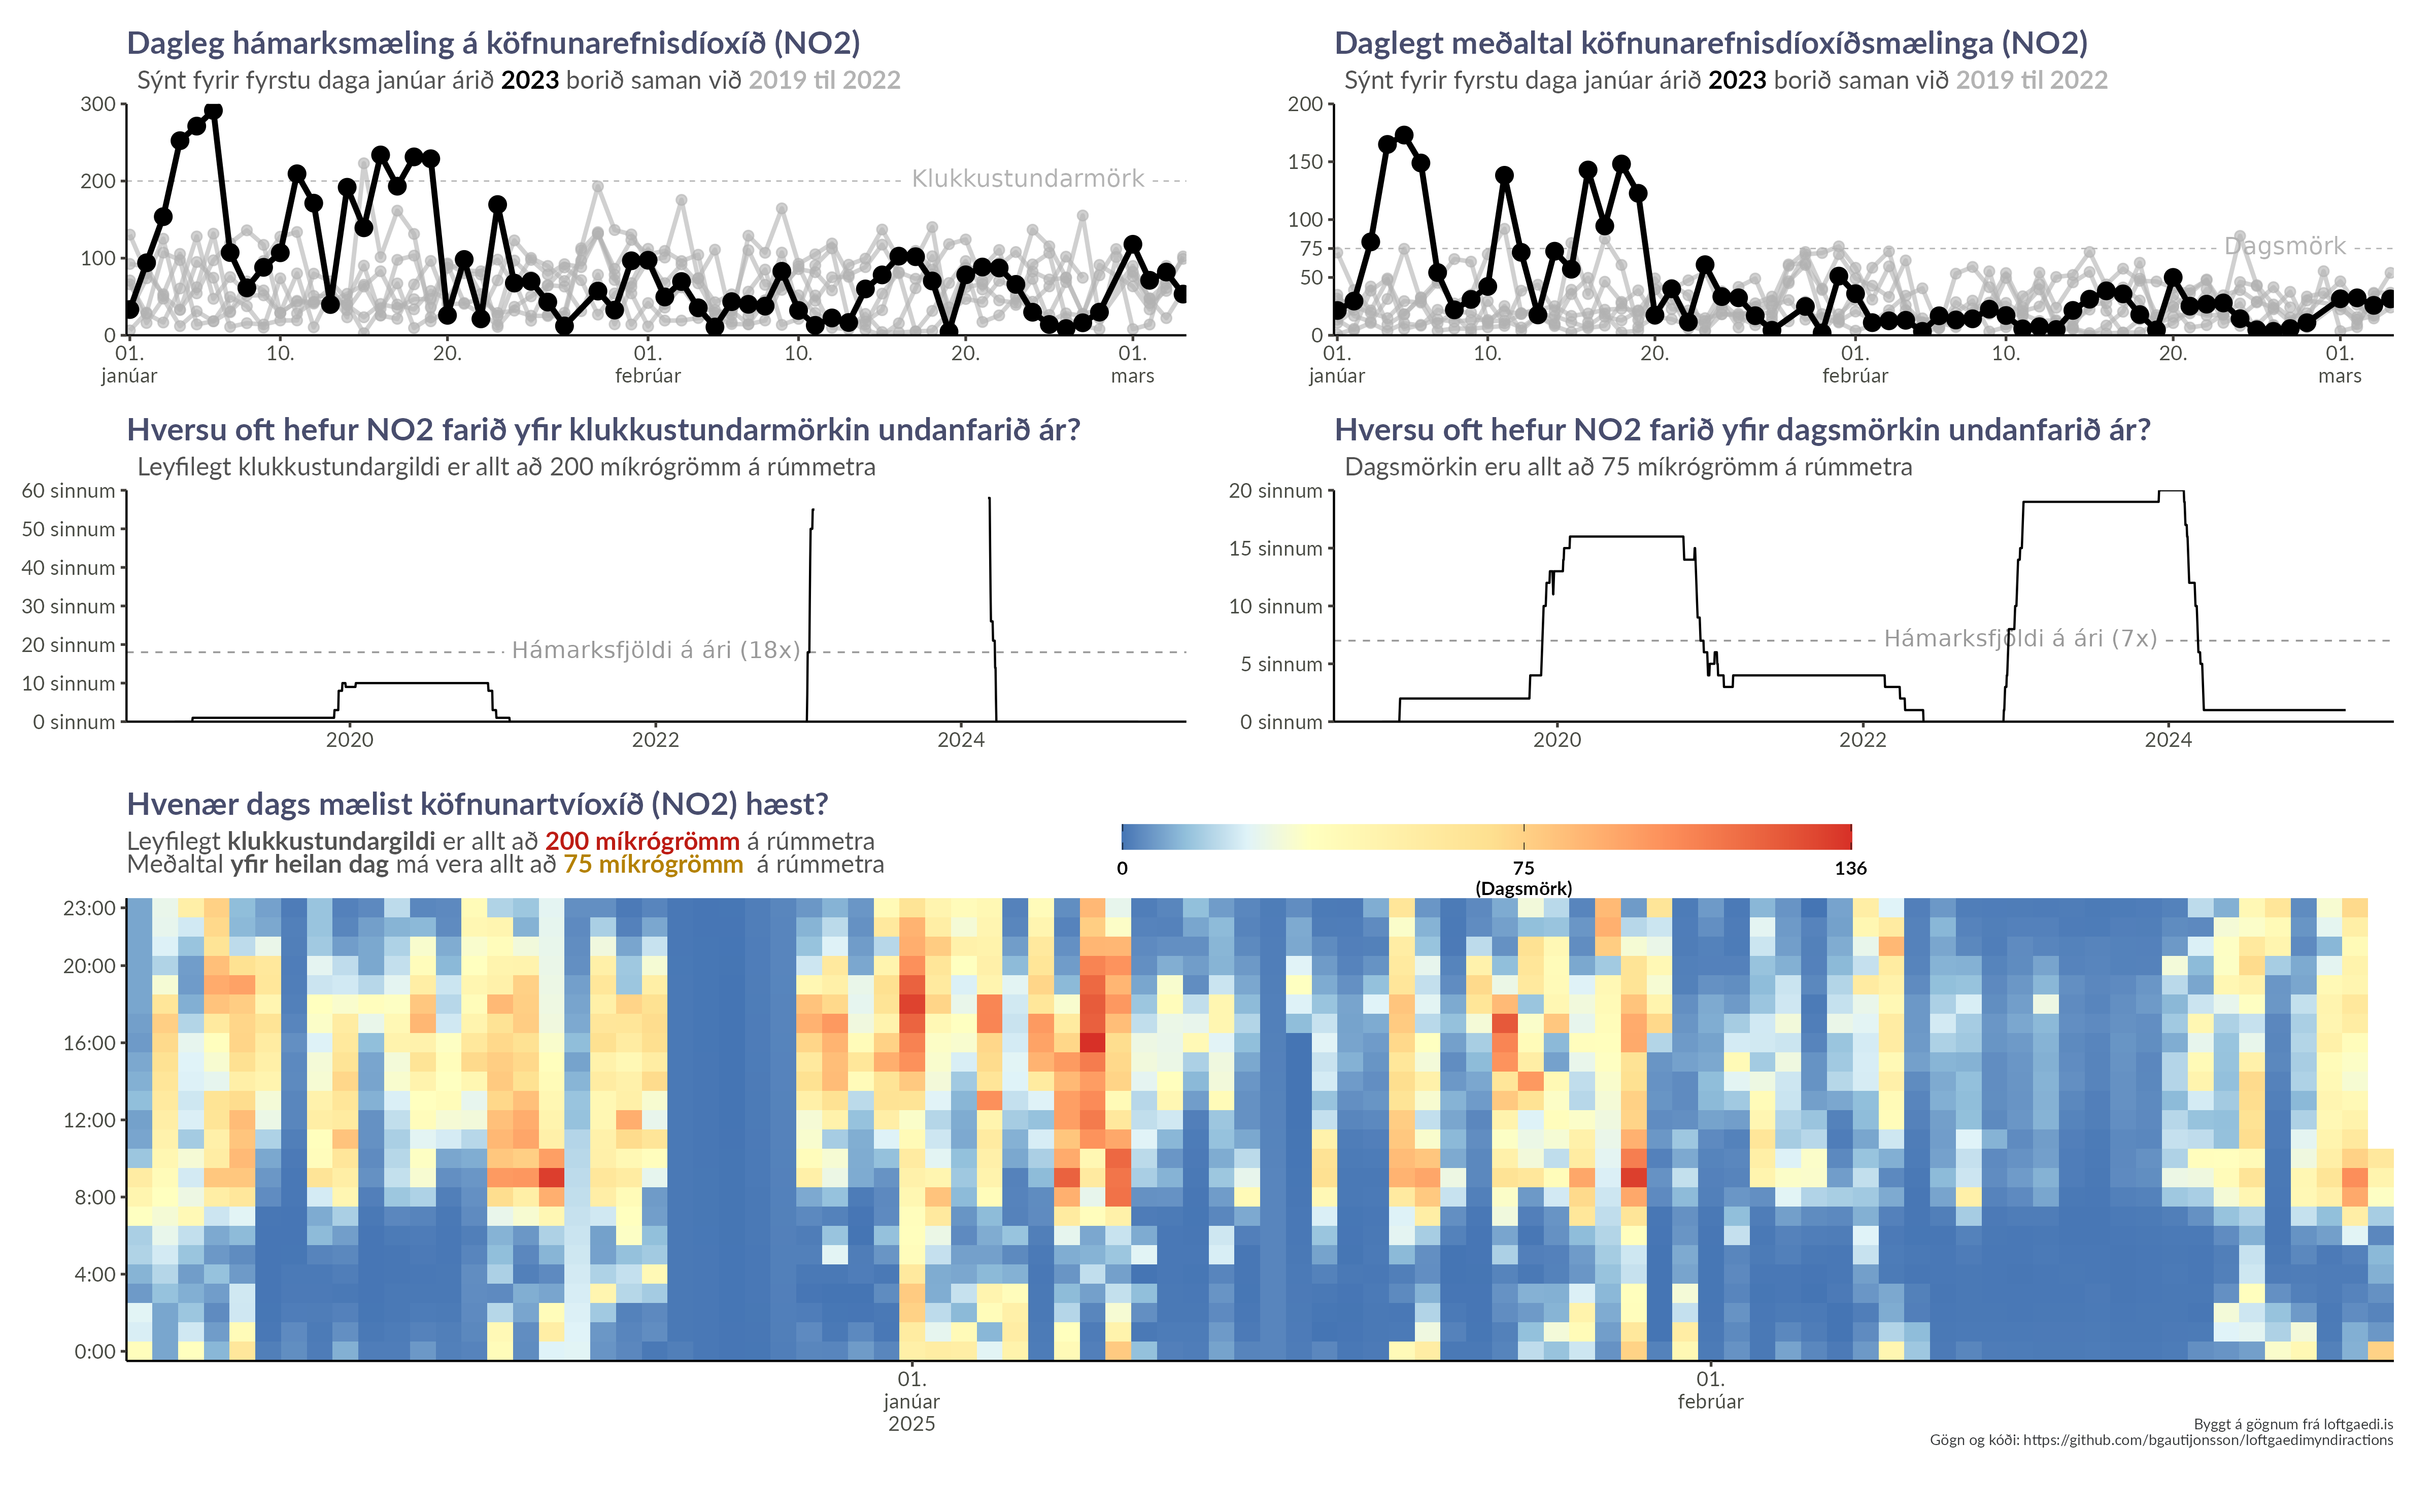 Dagleg hámarksmæling á köfnunarefnisdíoxíð (NO2)
Sýnt fyrir fyrstu daga janúar árið 2023 borið saman við 2019 til 2022
300
200
100
0
Klukkustundarmörk
01.
janúar
10.
20.
01.
febrúar
10.
20.
01.
mars
Daglegt meðaltal köfnunarefnisdíoxíðsmælinga (NO2)
Sýnt fyrir fyrstu daga janúar árið 2023 borið saman við 2019 til 2022
200
150
100
75
50
0
Dagsmörk
01.
janúar
10.
20.
01.
febrúar
10.
20.
01.
mars
Hversu oft hefur NO2 farið yfir klukkustundarmörkin undanfarið ár?
Leyfilegt klukkustundargildi er allt að 200 míkrógrömm á rúmmetra
60 sinnum
50 sinnum
40 sinnum
30 sinnum
20 sinnum
10 sinnum
0 sinnum
Hámarksfjöldi á ári (18x)
2020
2022
2024
Hversu oft hefur NO2 farið yfir dagsmörkin undanfarið ár?
Dagsmörkin eru allt að 75 míkrógrömm á rúmmetra
20 sinnum
15 sinnum
10 sinnum
5 sinnum
0 sinnum
Hámarksfjöldi á ári (7x)
2020
2022
2024
Hvenær dags mælist köfnunartvíoxíð (NO2) hæst?
Leyfilegt klukkustundargildi er allt að 200 míkrógrömm á rúmmetra
Meðaltal yfir heilan dag má vera allt að 75 míkrógrömm á rúmmetra
0
75
(Dagsmörk)
136
23:00
20:00
16:00
12:00
8:00
4:00
0:00
01.
janúar
2025
01.
febrúar
Byggt á gögnum frá loftgaedi.is
Gögn og kóði: https://github.com/bgautijonsson/loftgaedimyndiractions